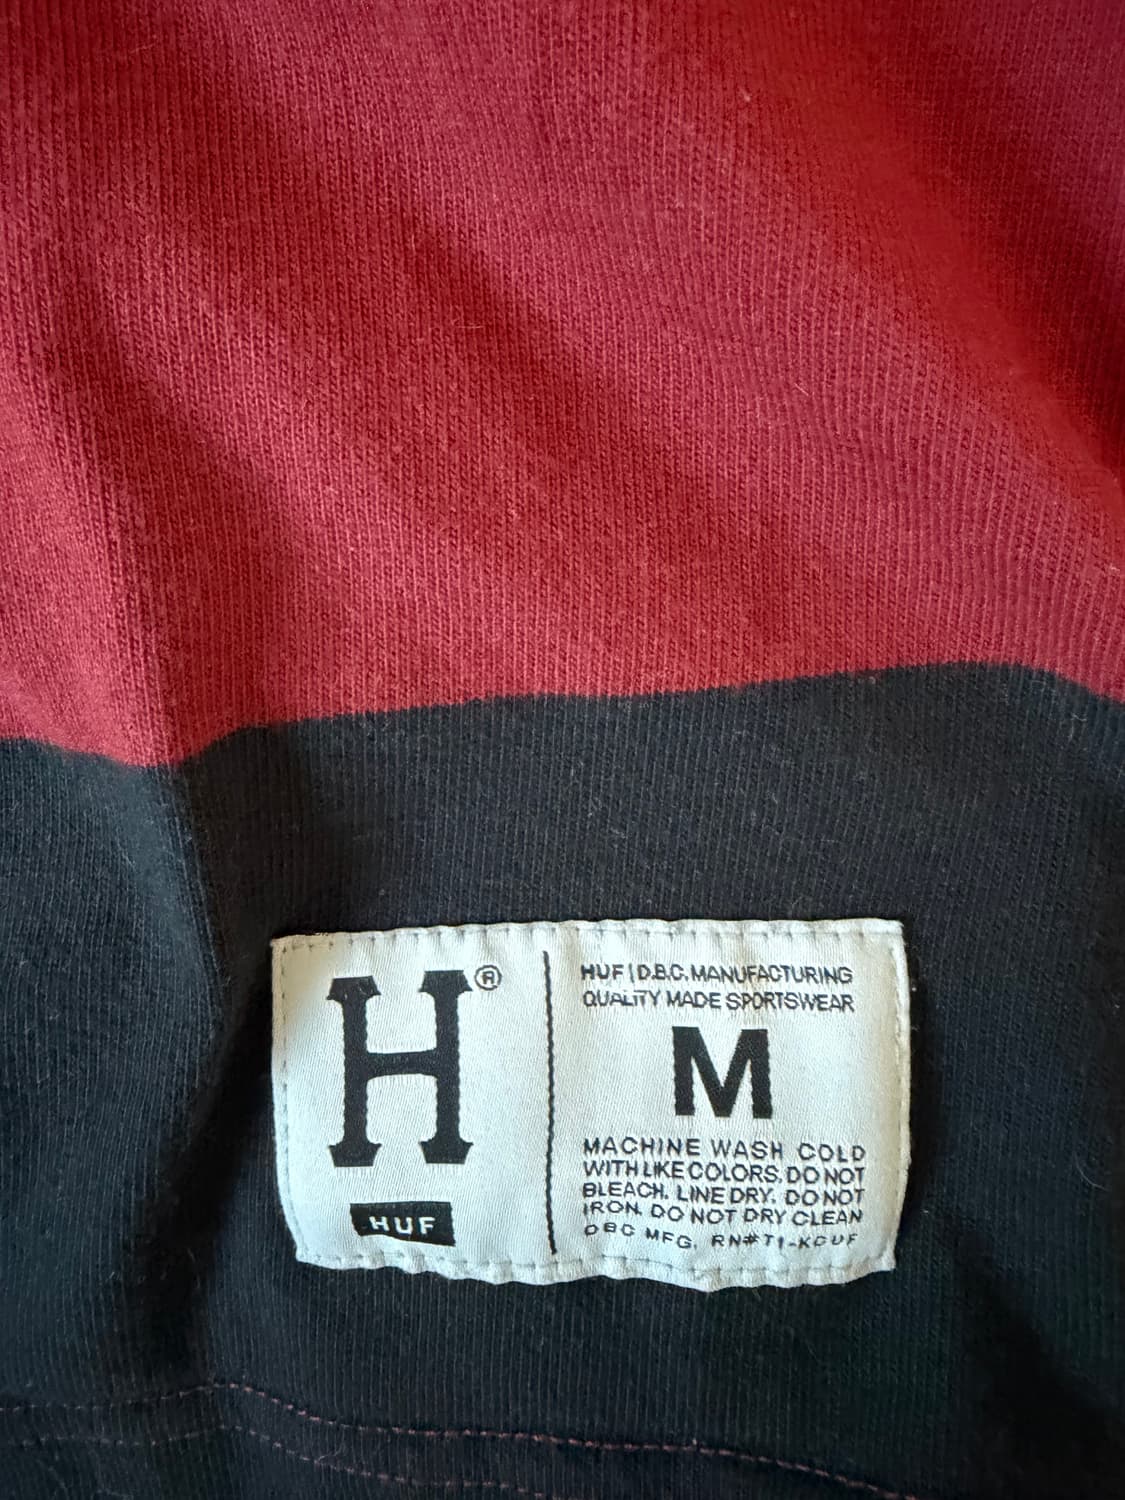 H®
HUF
HUF | D.B.C. MANUFACTURING
QUALITY MADE SPORTSWEAR
M
MACHINE WASH COLD
WITH LIKE COLORS. DO NOT
BLEACH. LINE DRY. DO NOT
IRON. DO NOT DRY CLEAN
DBC MFG. RN#